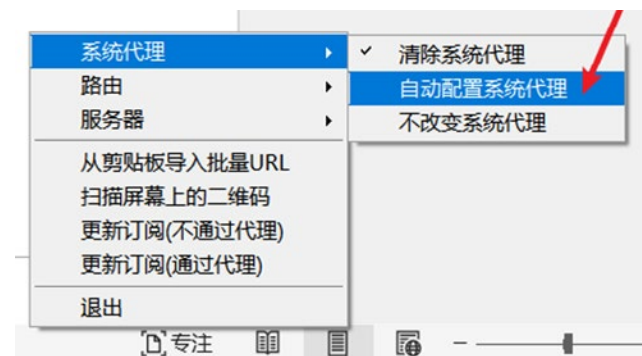 系统代理
路由
服务器
从剪贴板导入批量URL
扫描屏幕上的二维码
更新订阅(不通过代理)
更新订阅(通过代理)
退出
清除系统代理
自动配置系统代理
不改变系统代理
专注